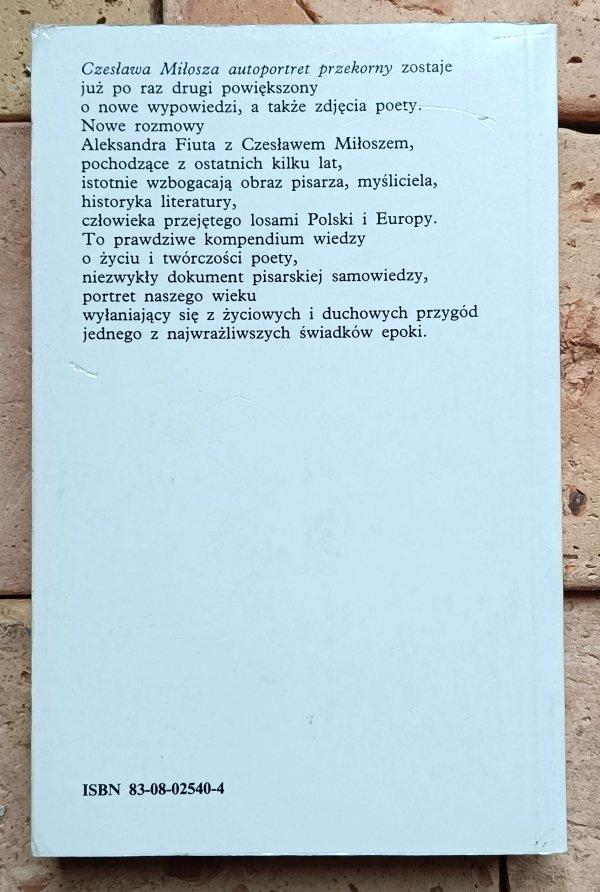 Czesława Miłosza autoportret przekorny zostaje
już po raz drugi powiększony
o nowe wypowiedzi, a także zdjęcia poety.
Nowe rozmowy
Aleksandra Fiuta z Czesławem Miłoszem,
pochodzące z ostatnich kilku lat,
istotnie wzbogacają obraz pisarza, myśliciela,
historyka literatury,
człowieka przejętego losami Polski i Europy.
To prawdziwe kompendium wiedzy
o życiu i twórczości poety,
niezwykły dokument pisarskiej samowiedzy,
portret naszego wieku
wyłaniający się z życiowych i duchowych przygód
jednego z najwrażliwszych świadków epoki.
ISBN 83-08-02540-4